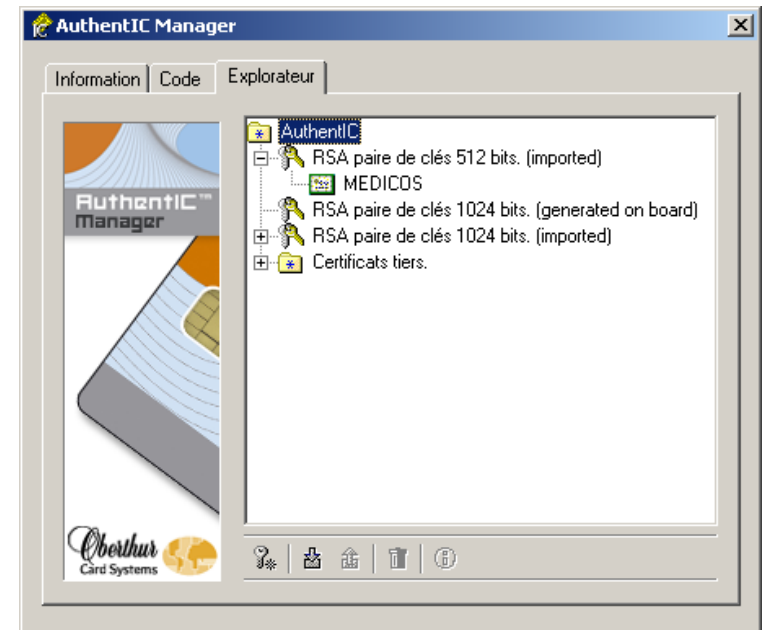 AuthentIC Manager
Information
Code
Explorateur
AuthentIC™
Manager
Oberthur
Card Systems
AuthentIC
RSA paire de clés 512 bits. (imported)
MEDICOS
RSA paire de clés 1024 bits. (generated on board)
RSA paire de clés 1024 bits. (imported)
Certificats tiers.